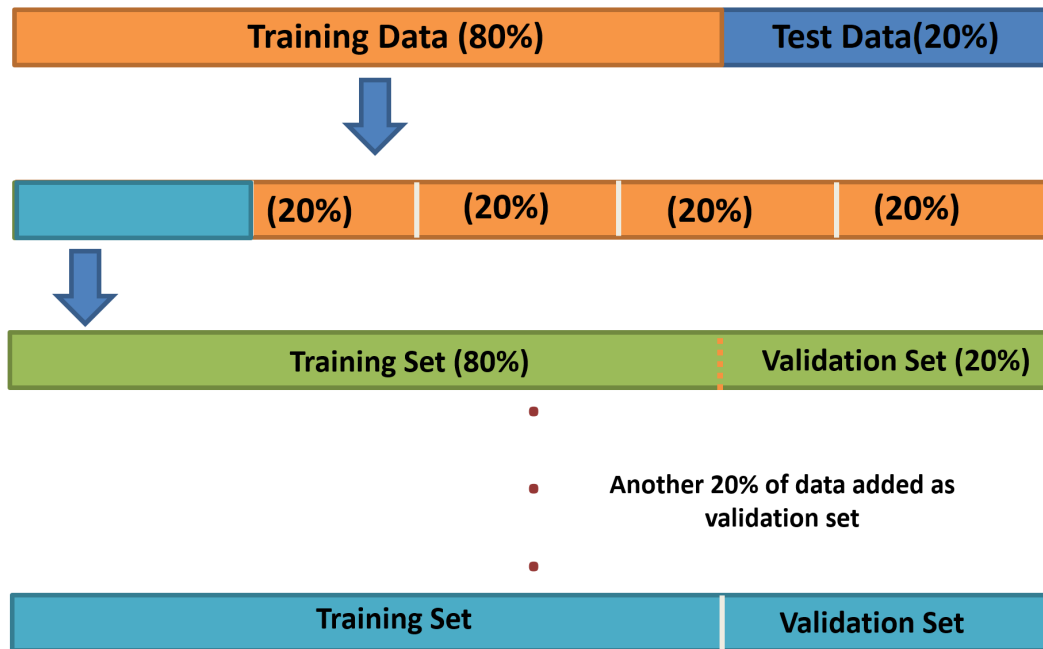 Training Data (80%)
Test Data(20%)
(20%)
(20%)
(20%)
(20%)
Training Set (80%)
Validation Set (20%)
Another 20% of data added as
validation set
Training Set
Validation Set